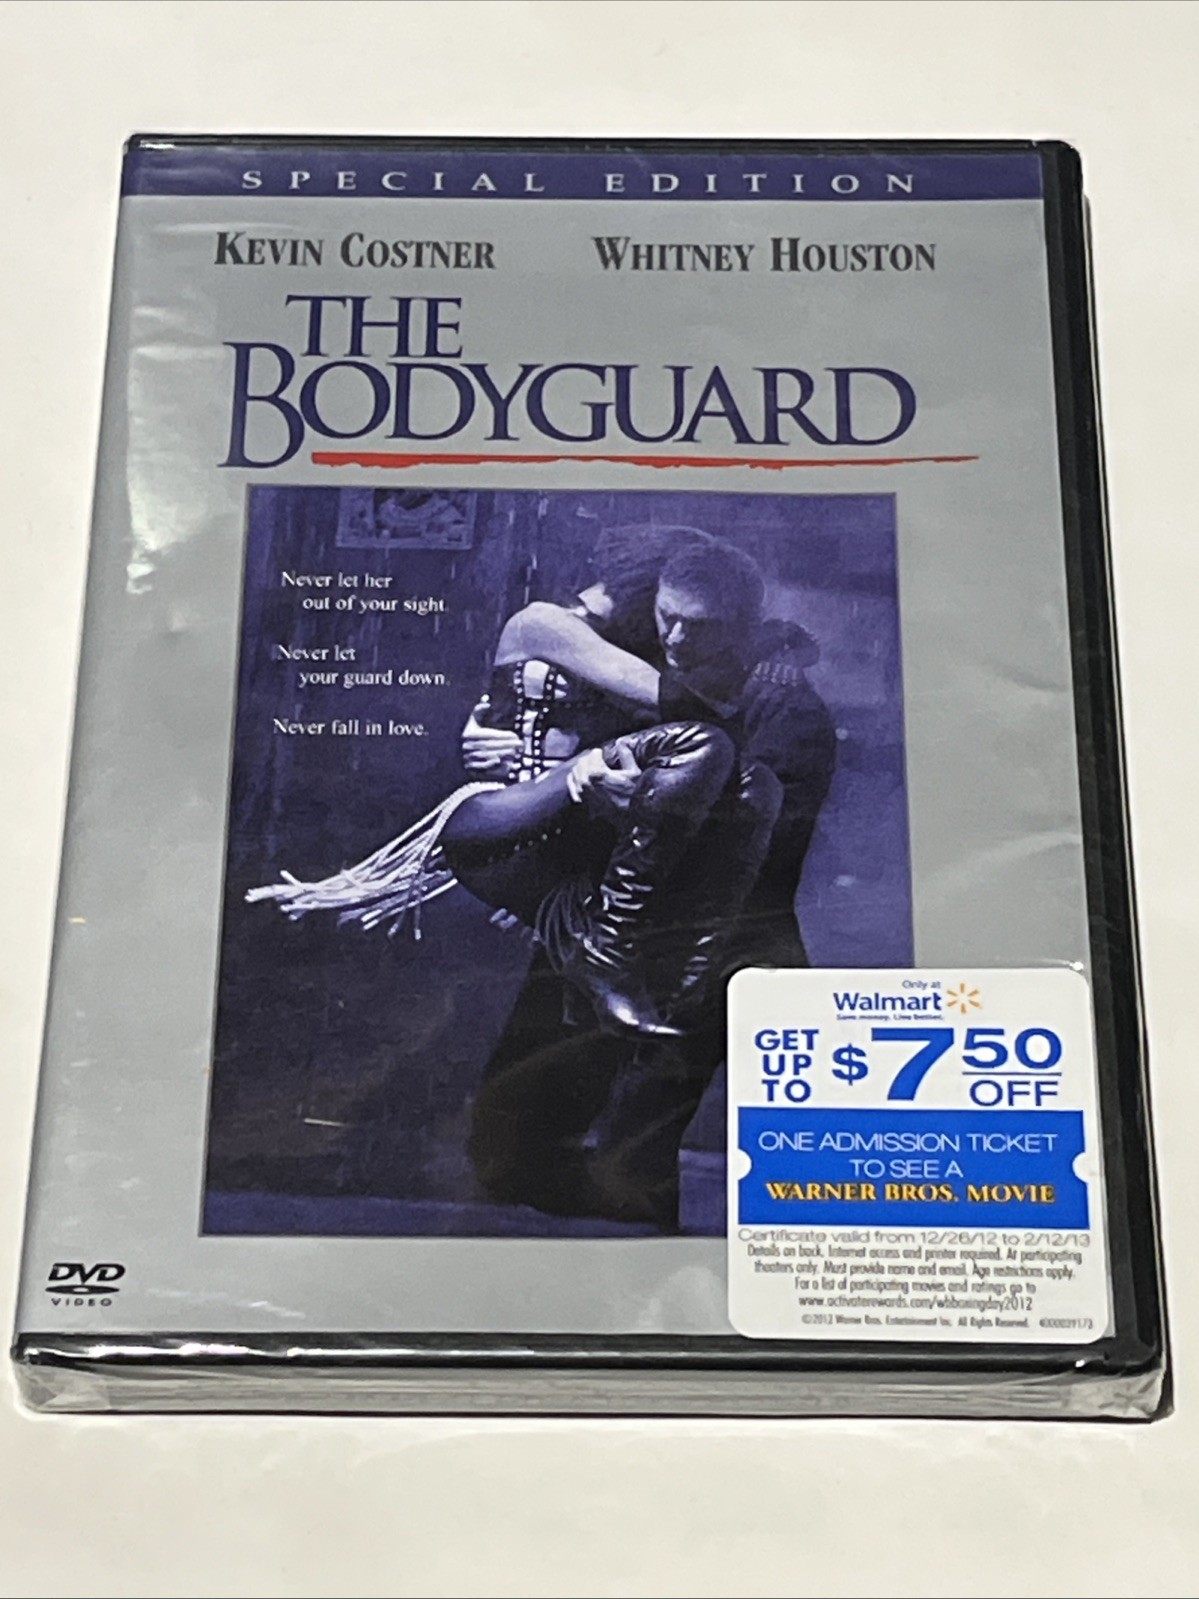 SPECIAL EDITION
KEVIN COSTNER WHITNEY HOUSTON
THE
BODYGUARD
Never let her
out of your sight.
Never let
your guard down.
Never fall in love.
Only at
Walmart
Save money. Live better.
GET
UP
TO
$7.50
OFF
ONE ADMISSION TICKET
TO SEE A
WARNER BROS. MOVIE
Certificate valid from 12/26/12 to 2/12/13
Details on back. Internet access and printer required. At participating
theaters only. Must provide name and email. Age restrictions apply.
For a list of participating movies and ratings go to
www.activaterewards.com/wbboxingday2012
©2012 Warner Bros. Entertainment Inc. All Rights Reserved. 4000039173
DVD
VIDEO